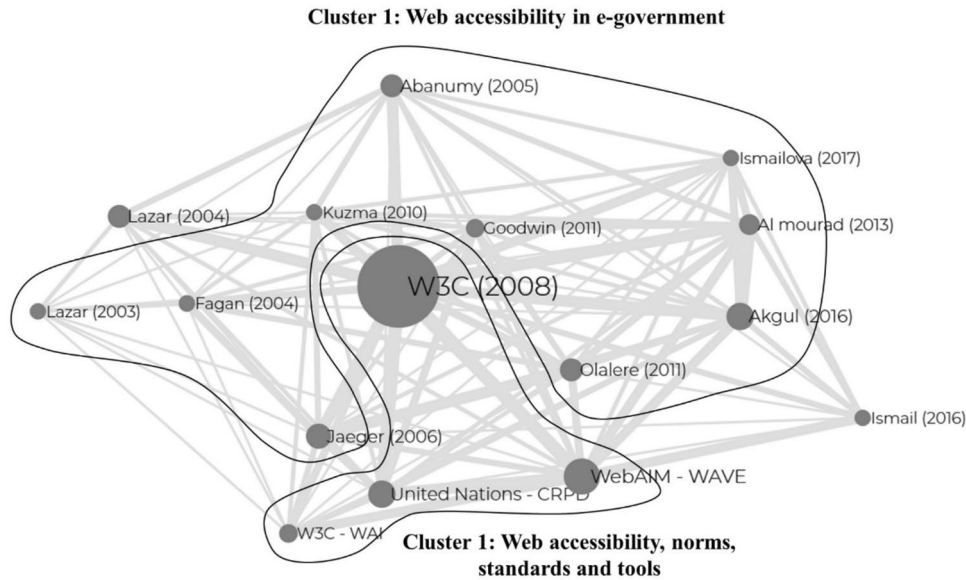 Cluster 1: Web accessibility in e-government
Abanumy (2005)
Ismailova (2017)
Lazar (2004)
Kuzma (2010)
Goodwin (2011)
Al mourad (2013)
W3C (2008)
Lazar (2003)
Fagan (2004)
Akgul (2016)
Olalere (2011)
Ismail (2016)
Jaeger (2006)
WebAIM - WAVE
United Nations - CRPD
W3C - WAI
Cluster 1: Web accessibility, norms,
standards and tools